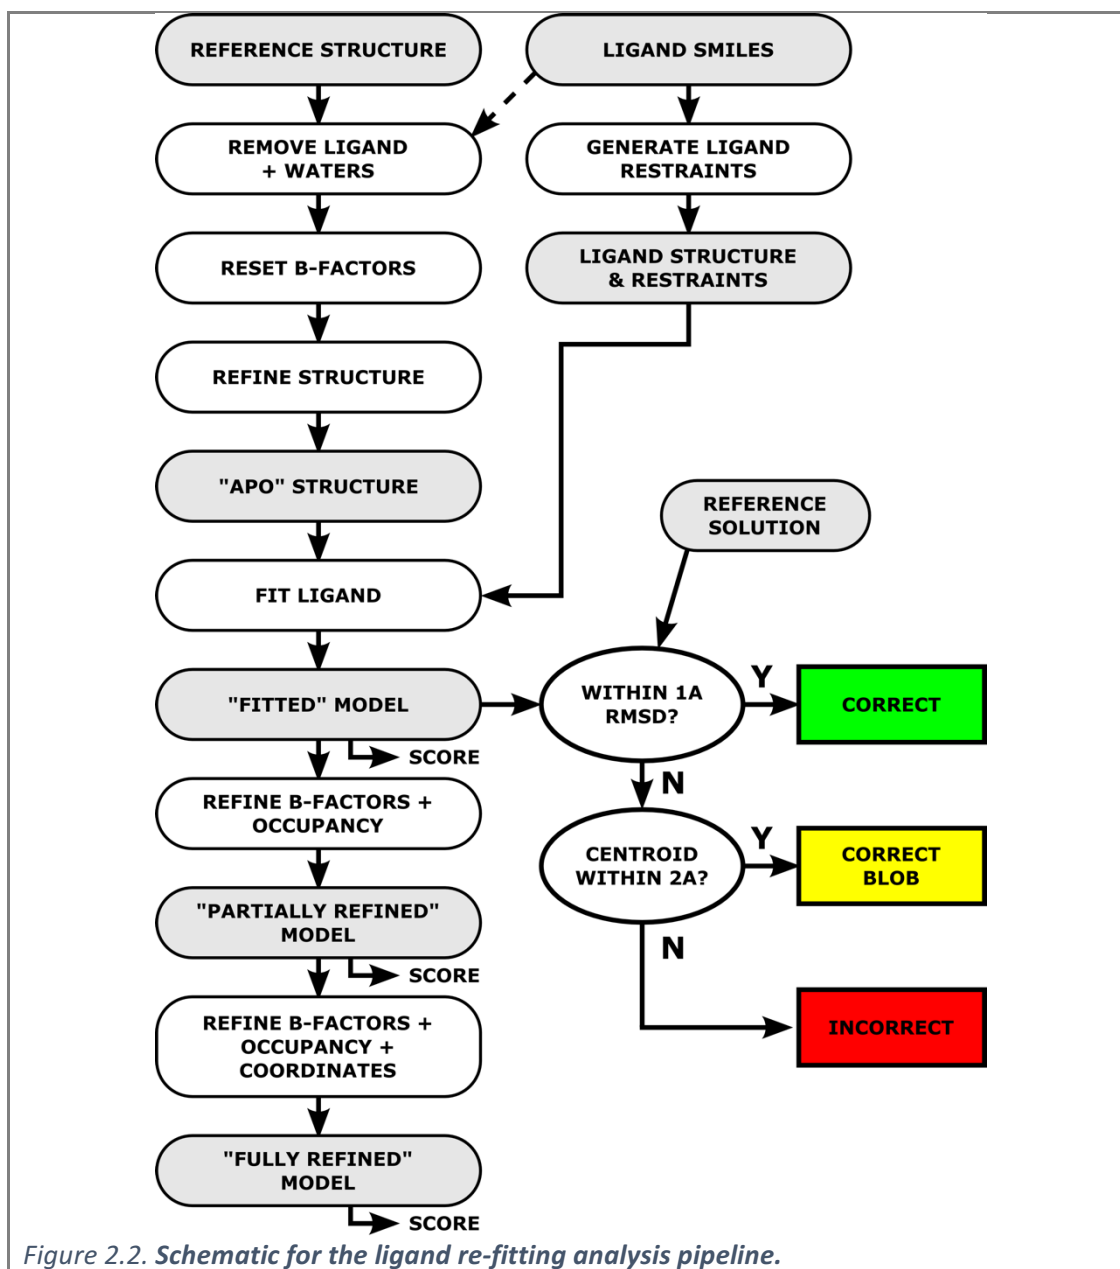 REFERENCE STRUCTURE
LIGAND SMILES
REMOVE LIGAND
+ WATERS
GENERATE LIGAND
RESTRAINTS
RESET B-FACTORS
LIGAND STRUCTURE
& RESTRAINTS
REFINE STRUCTURE
"APO" STRUCTURE
REFERENCE
SOLUTION
FIT LIGAND
"FITTED" MODEL
SCORE
WITHIN 1A
RMSD?
Y
CORRECT
N
REFINE B-FACTORS +
OCCUPANCY
CENTROID
WITHIN 2A?
Y
CORRECT
BLOB
N
"PARTIALLY REFINED"
MODEL
SCORE
REFINE B-FACTORS +
OCCUPANCY +
COORDINATES
INCORRECT
"FULLY REFINED"
MODEL
SCORE
Figure 2.2. Schematic for the ligand re-fitting analysis pipeline.